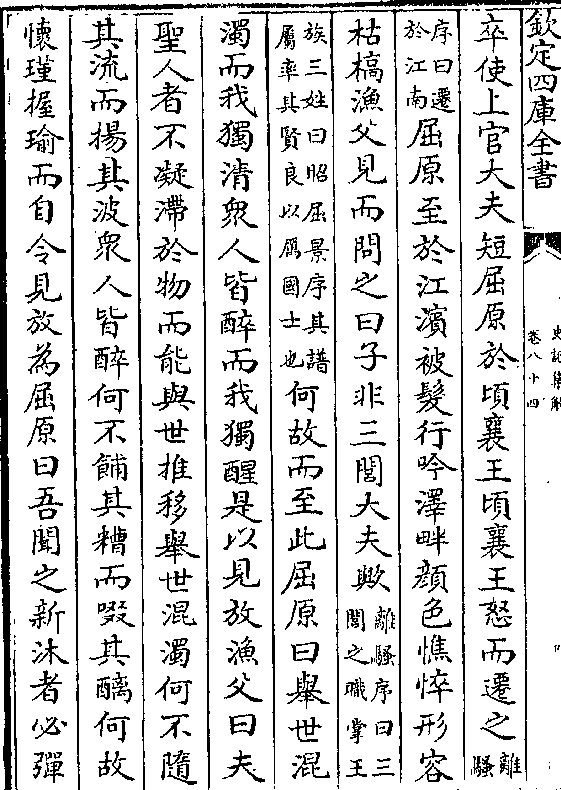 欽定四庫全書
史記集解
卷八十四
卒使上官大夫短屈原於頃襄王頃襄王怒而遷之離騷
序曰遷於江南屈原至於江濱被髮行吟澤畔顔色憔悴形容
枯槁漁父見而問之曰子非三閭大夫歟離騷序曰三閭之職掌王
族三姓曰昭屈景序其譜屬率其賢良以厲國士也何故而至此屈原曰舉世混
濁而我獨清衆人皆醉而我獨醒是以見放漁父曰夫
聖人者不凝滯於物而能與世推移舉世混濁何不隨
其流而揚其波衆人皆醉何不餔其糟而啜其醨何故
懷瑾握瑜而自令見放為屈原曰吾聞之新沐者必彈